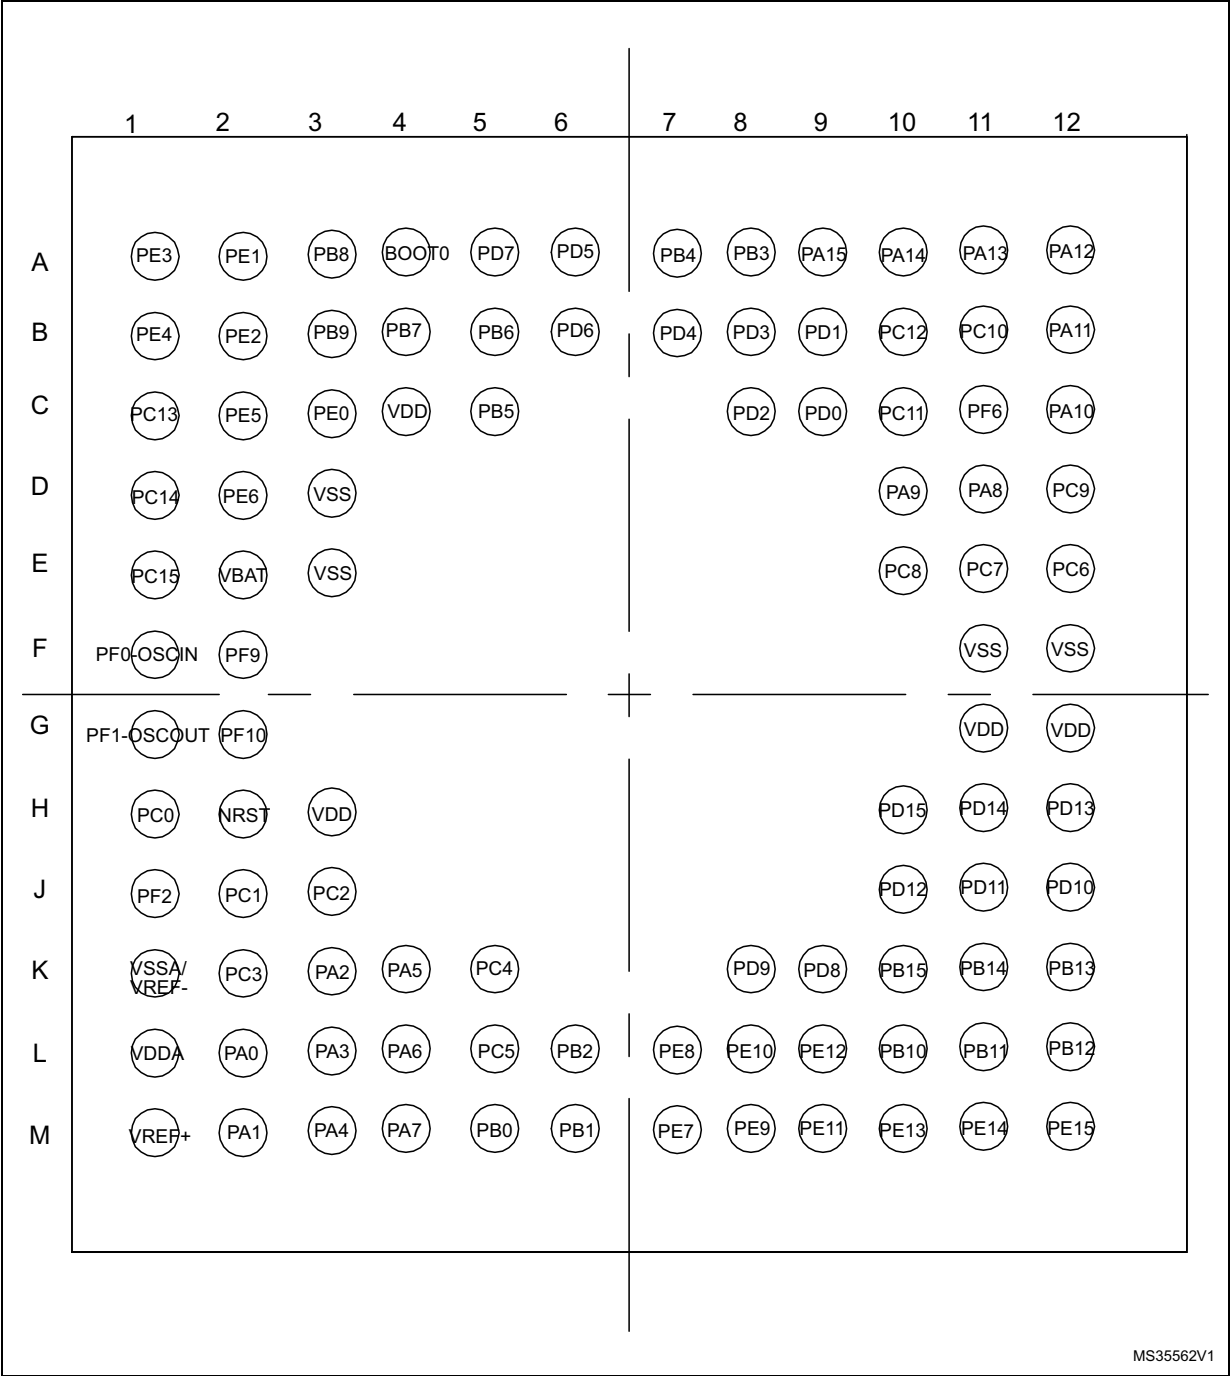 1 2 3 4 5 6 7 8 9 10 11 12
A PE3 PE1 PB8 BOOT0 PD7 PD5 PB4 PB3 PA15 PA14 PA13 PA12
B PE4 PE2 PB9 PB7 PB6 PD6 PD4 PD3 PD1 PC12 PC10 PA11
C PC13 PE5 PE0 VDD PB5 PD2 PD0 PC11 PF6 PA10
D PC14 PE6 VSS PA9 PA8 PC9
E PC15 VBAT VSS PC8 PC7 PC6
F PF0-OSCIN PF9 VSS VSS
G PF1-OSCOUT PF10 VDD VDD
H PC0 NRST VDD PD15 PD14 PD13
J PF2 PC1 PC2 PD12 PD11 PD10
K VSSA/ PC3 PA2 PA5 PC4 PD9 PD8 PB15 PB14 PB13
VREF-
L VDDA PA0 PA3 PA6 PC5 PB2 PE8 PE10 PE12 PB10 PB11 PB12
M VREF+ PA1 PA4 PA7 PB0 PB1 PE7 PE9 PE11 PE13 PE14 PE15
MS35562V1